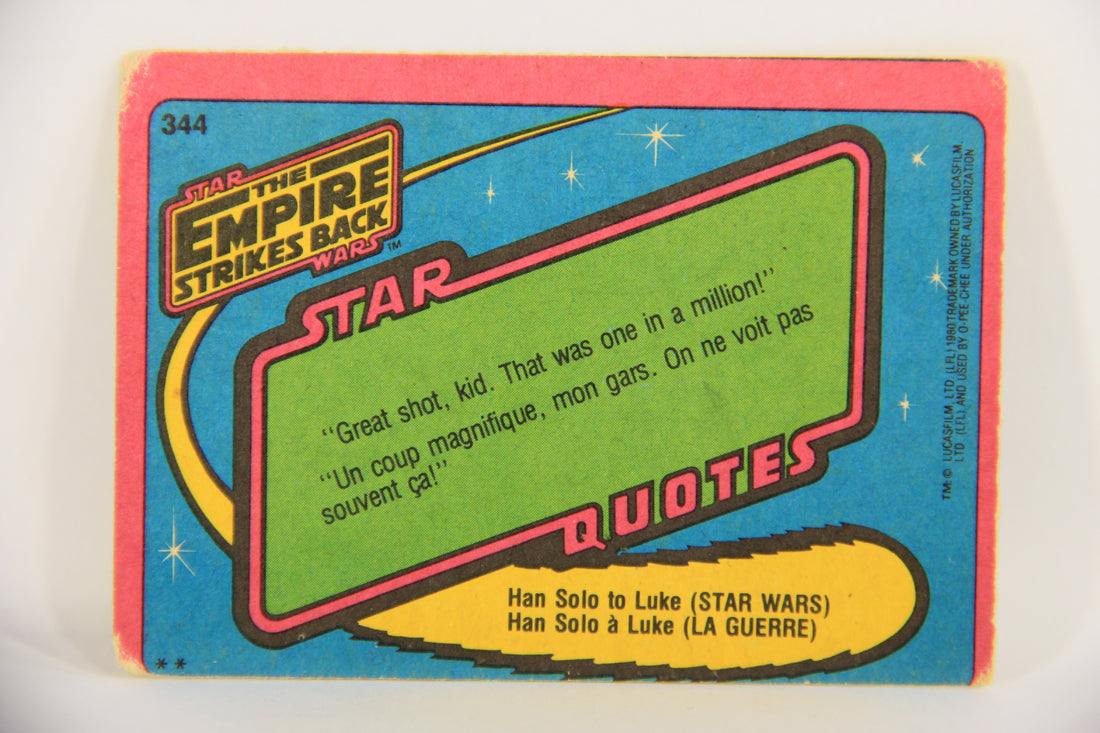 344
STAR
THE
EMPIRE
STRIKES BACK
WARS™
STAR
“Great shot, kid. That was one in a million!”
“Un coup magnifique, mon gars. On ne voit pas
souvent ça!”
QUOTES
Han Solo to Luke (STAR WARS)
Han Solo à Luke (LA GUERRE)
**
TM: © LUCASFILM, LTD. (LFL) 1980 TRADEMARK OWNED BY LUCASFILM,
LTD. (LFL) AND USED BY O-PEE-CHEE UNDER AUTHORIZATION